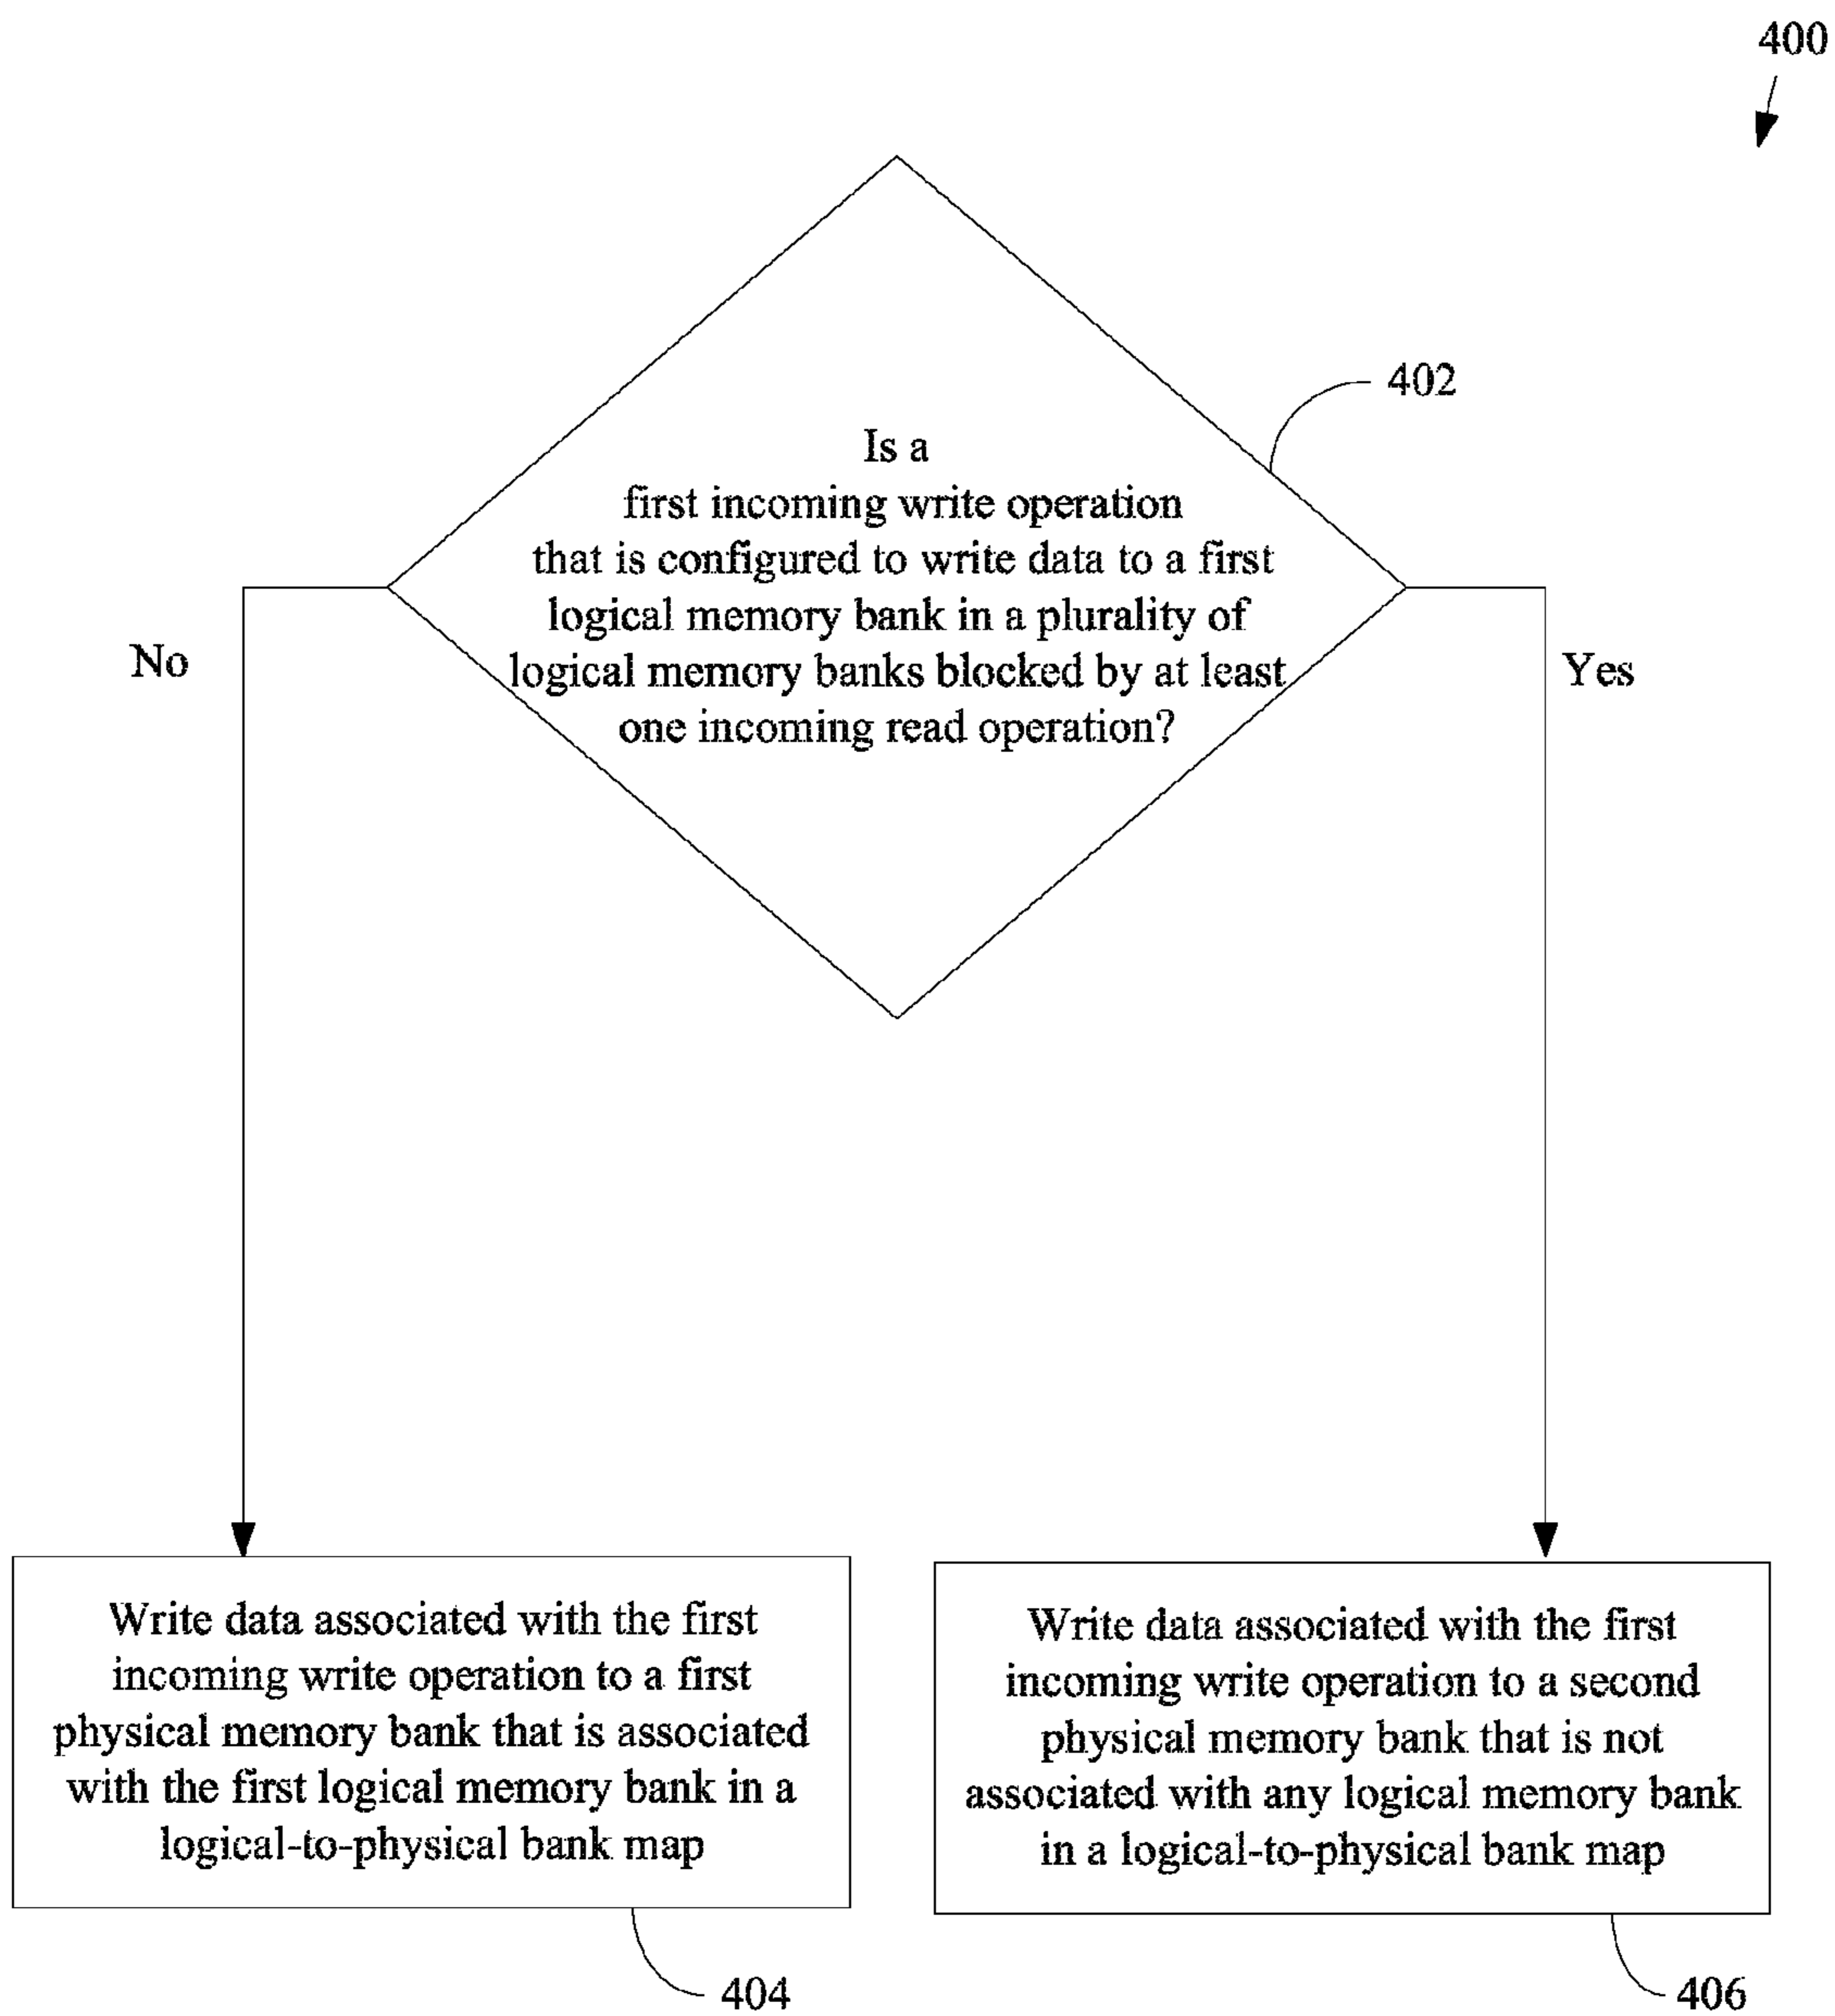 400
402
Is a
first incoming write operation
that is configured to write data to a first
logical memory bank in a plurality of
logical memory banks blocked by at least
one incoming read operation?
No
Yes
Write data associated with the first
incoming write operation to a first
physical memory bank that is associated
with the first logical memory bank in a
logical-to-physical bank map
Write data associated with the first
incoming write operation to a second
physical memory bank that is not
associated with any logical memory bank
in a logical-to-physical bank map
404
406